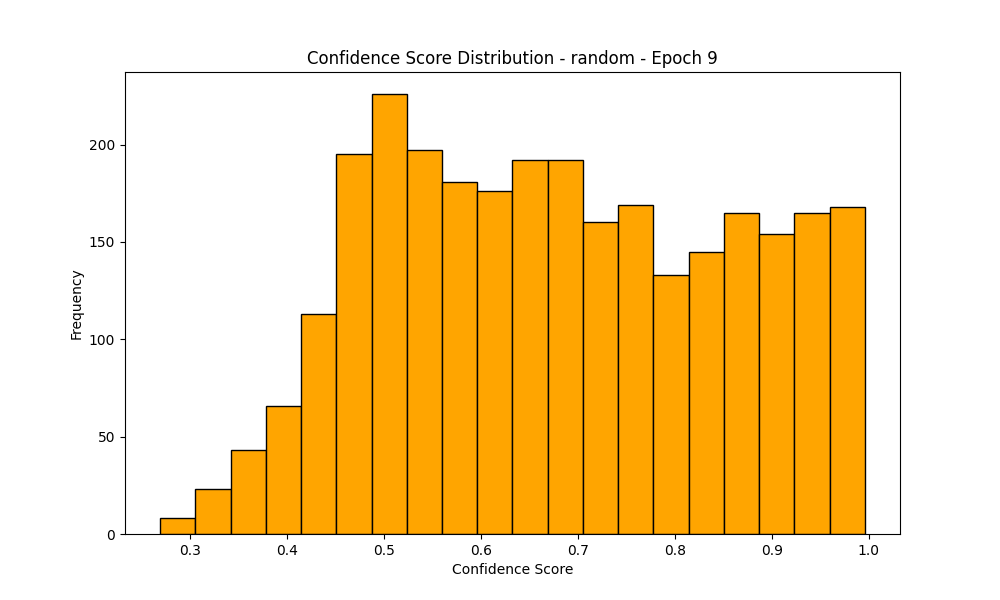 Confidence Score Distribution - random - Epoch 9
Frequency
200
150
100
50
0
0.3 0.4 0.5 0.6 0.7 0.8 0.9 1.0
Confidence Score